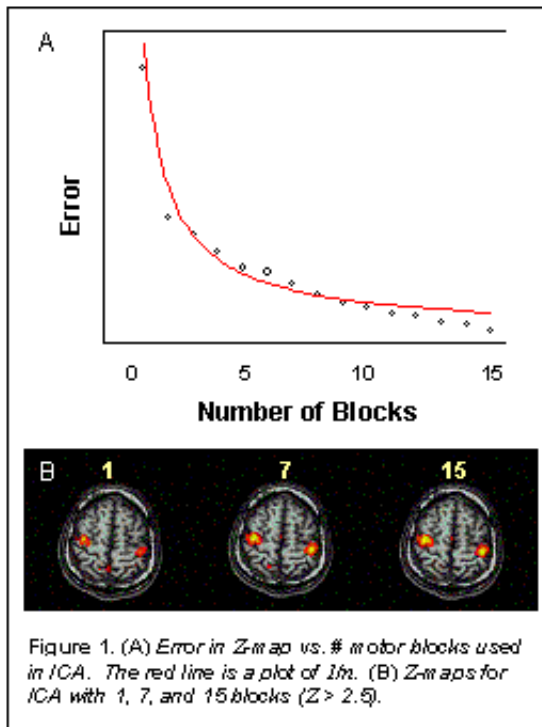 A
Error
0 5 10 15
Number of Blocks
B 1 7 15
Figure 1. (A) Error in Z-map vs. # motor blocks used
in ICA. The red line is a plot of 1/n. (B) Z-maps for
ICA with 1, 7, and 15 blocks (Z > 2.5).